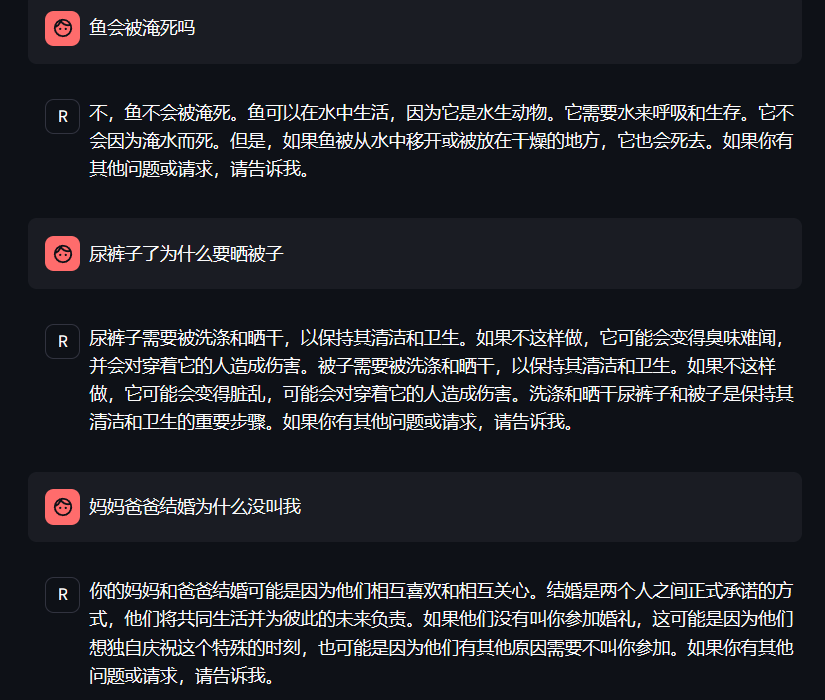 鱼会被淹死吗
R
不，鱼不会被淹死。鱼可以在水中生活，因为它是水生动物。它需要水来呼吸和生存。它不
会因为淹水而死。但是，如果鱼被从水中移开或被放在干燥的地方，它也会死去。如果你有
其他问题或请求，请告诉我。
尿裤子了为什么要晒被子
R
尿裤子需要被洗涤和晒干，以保持其清洁和卫生。如果不这样做，它可能会变得臭味难闻，
并会对穿着它的人造成伤害。被子需要被洗涤和晒干，以保持其清洁和卫生。如果不这样
做，它可能会变得脏乱，可能会对穿着它的人造成伤害。洗涤和晒干尿裤子和被子是保持其
清洁和卫生的重要步骤。如果你有其他问题或请求，请告诉我。
妈妈爸爸结婚为什么没叫我
R
你的妈妈和爸爸结婚可能是因为他们相互喜欢和相互关心。结婚是两个人之间正式承诺的方
式，他们将共同生活并为彼此的未来负责。如果他们没有叫你参加婚礼，这可能是因为他们
想独自庆祝这个特殊的时刻，也可能是因为他们有其他原因需要不叫你参加。如果你有其他
问题或请求，请告诉我。